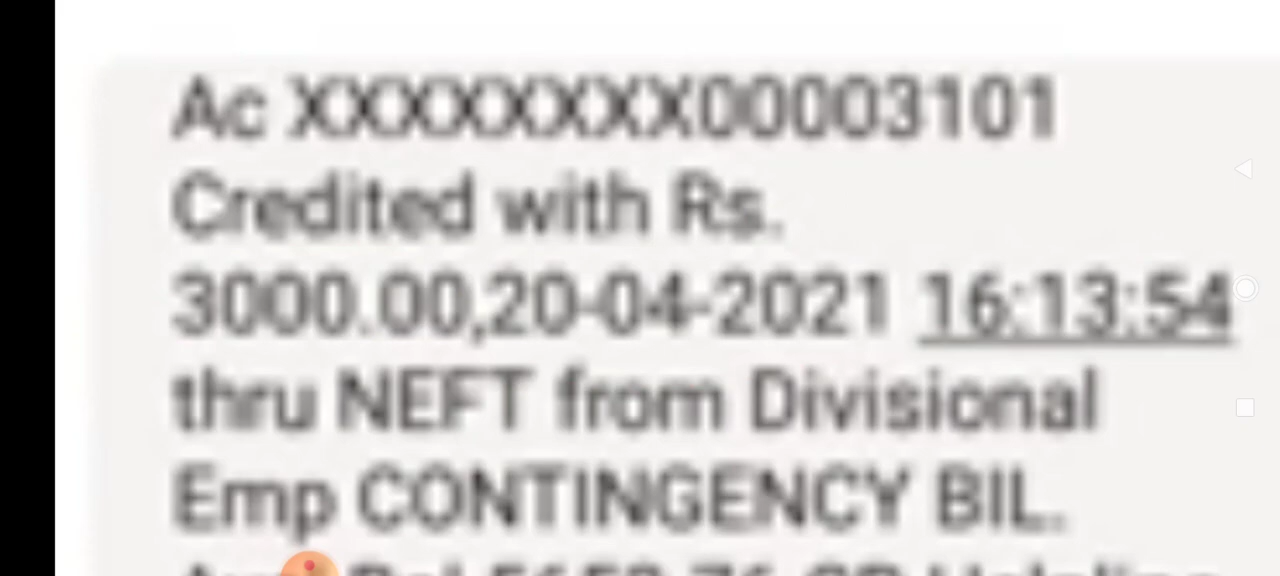 Ac XXXXXXXX00003101
Credited with Rs.
3000.00,20-04-2021 16:13:54
thru NEFT from Divisional
Emp CONTINGENCY BIL.